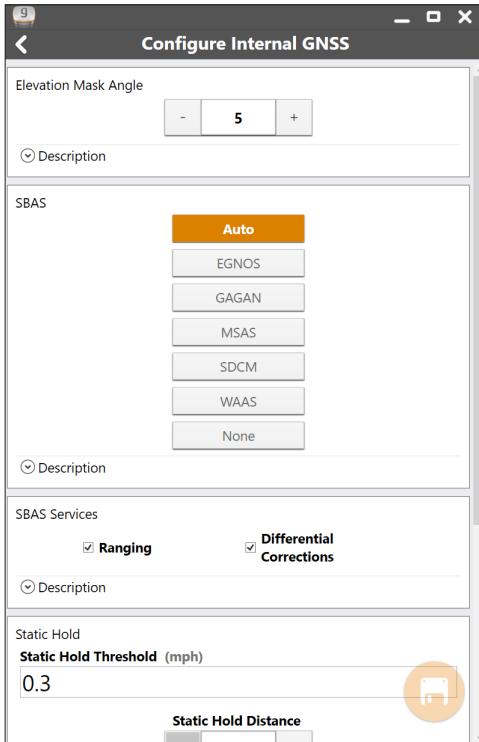 g
Configure Internal GNSS
Elevation Mask Angle
- 5 +
Description
SBAS
Auto
EGNOS
GAGAN
MSAS
SDCM
WAAS
None
Description
SBAS Services
Ranging
Differential
Corrections
Description
Static Hold
Static Hold Threshold (mph)
0.3
Static Hold Distance